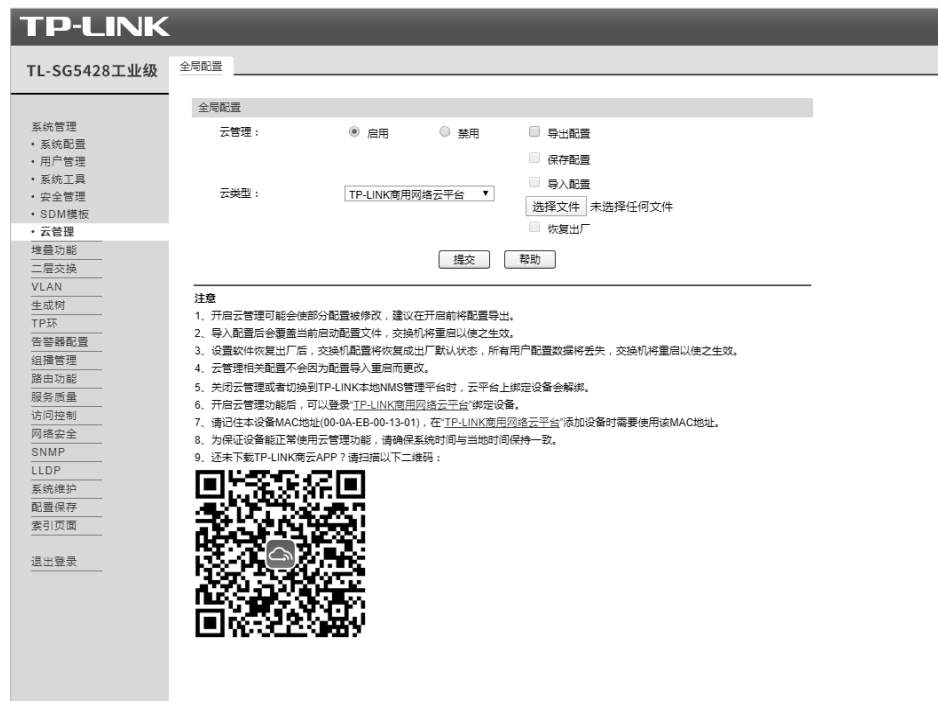 TP-LINK
TL-SG5428工业级
全局配置
系统管理
• 系统配置
• 用户管理
• 系统工具
• 安全管理
• SDM模板
• 云管理
堆叠功能
二层交换
VLAN
生成树
TP环
告警器配置
组播管理
路由功能
服务质量
访问控制
网络安全
SNMP
LLDP
系统维护
配置保存
索引页面
退出登录
全局配置
云管理： 启用 禁用 导出配置
保存配置
导入配置
云类型： TP-LINK商用网络云平台
选择文件 未选择任何文件
恢复出厂
提交 帮助
注意
1、开启云管理可能会使部分配置被修改，建议在开启前将配置导出。
2、导入配置后会覆盖当前启动配置文件，交换机将重启以使之生效。
3、设置软件恢复出厂后，交换机配置将恢复成出厂默认状态，所有用户配置数据将丢失，交换机将重启以使之生效。
4、云管理相关配置不会因为配置导入重启而更改。
5、关闭云管理或者切换到TP-LINK本地NMS管理平台时，云平台上绑定设备会解绑。
6、开启云管理功能后，可以登录“TP-LINK商用网络云平台”绑定设备。
7、请记住本设备MAC地址(00-0A-EB-00-13-01)，在“TP-LINK商用网络云平台”添加设备时需要使用该MAC地址。
8、为保证设备能正常使用云管理功能，请确保系统时间与当地时间保持一致。
9、还未下载TP-LINK商云APP？请扫描以下二维码：